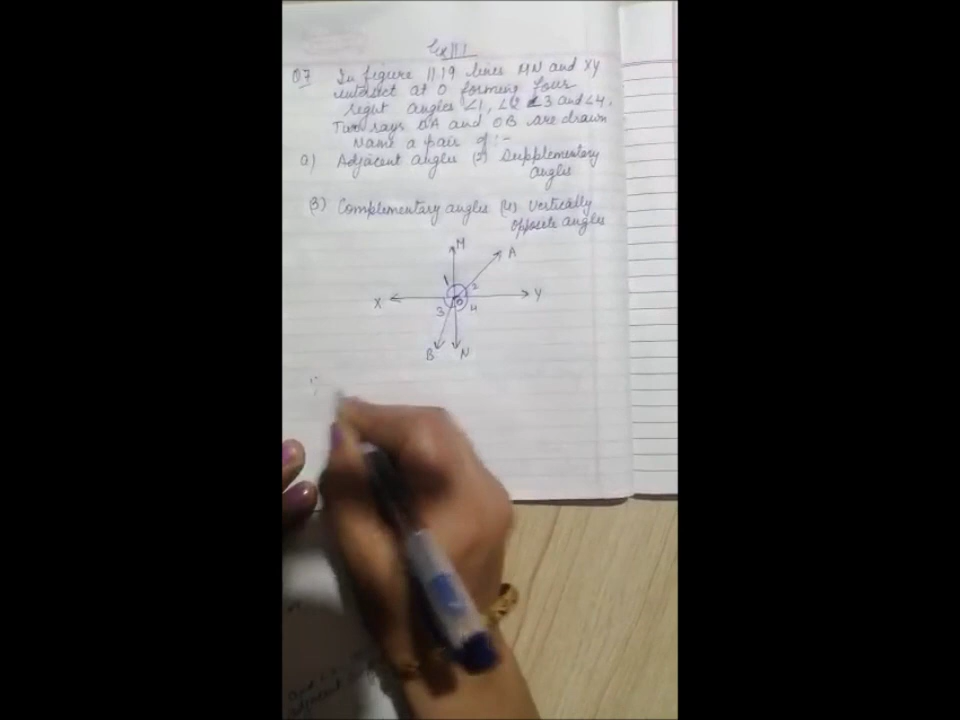 Ex 11.1
Q7 In figure 11.19 lines MN and XY
intersect at O forming four
right angles ∠1, ∠2 ∠3 and ∠4.
Two rays OA and OB are drawn
Name a pair of :-
a) Adjacent angles (2) Supplementary
angles
(3) Complementary angles (4) Vertically
opposite angles
M
A
1
2
X
O
Y
3
4
B
N